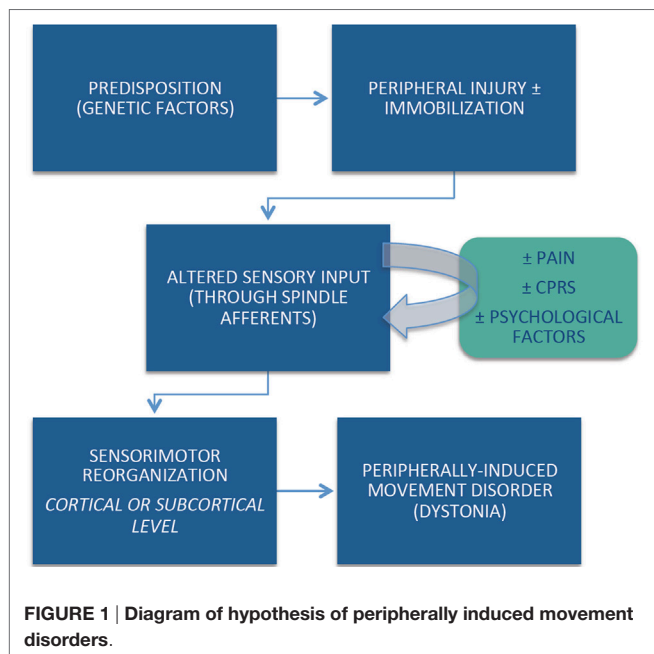 PREDISPOSITION
(GENETIC FACTORS)
PERIPHERAL INJURY ±
IMMOBILIZATION
ALTERED SENSORY INPUT
(THROUGH SPINDLE
AFFERENTS)
± PAIN
± CPRS
± PSYCHOLOGICAL
FACTORS
SENSORIMOTOR
REORGANIZATION
CORTICAL OR SUBCORTICAL
LEVEL
PERIPHERALLY-INDUCED
MOVEMENT DISORDER
(DYSTONIA)
FIGURE 1 | Diagram of hypothesis of peripherally induced movement
disorders.